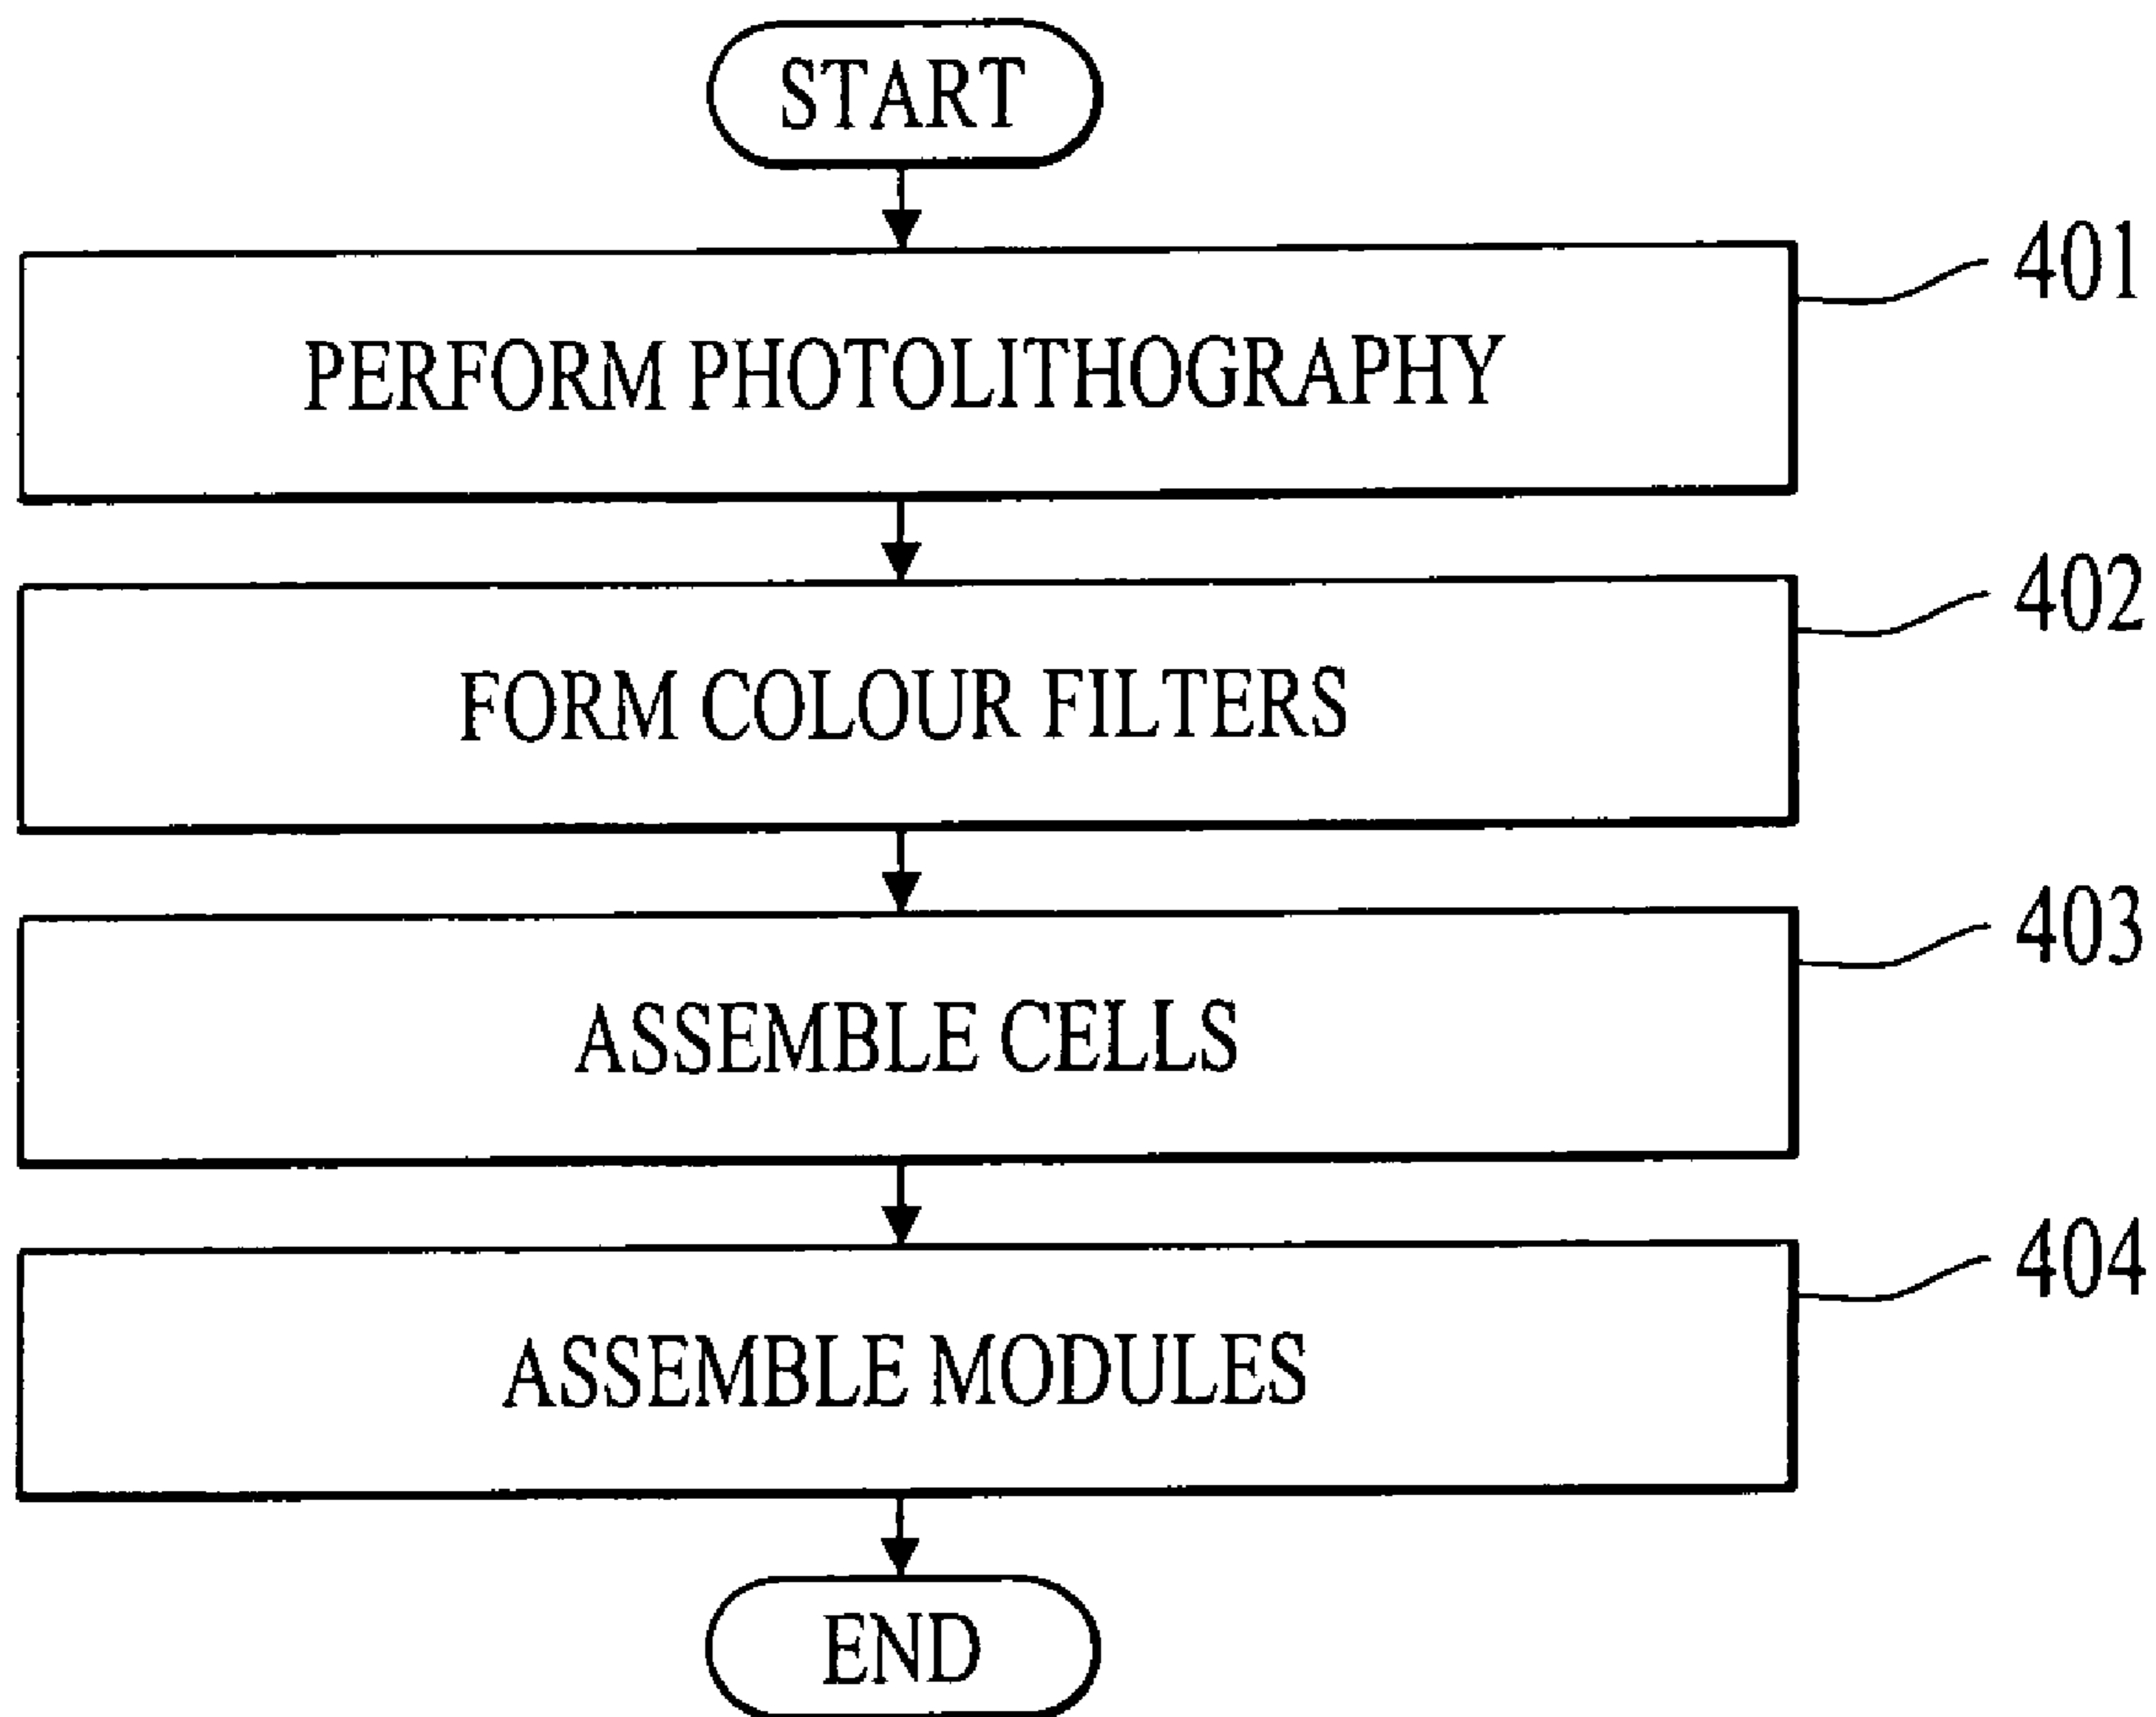 START
401
PERFORM PHOTOLITHOGRAPHY
402
FORM COLOUR FILTERS
403
ASSEMBLE CELLS
404
ASSEMBLE MODULES
END